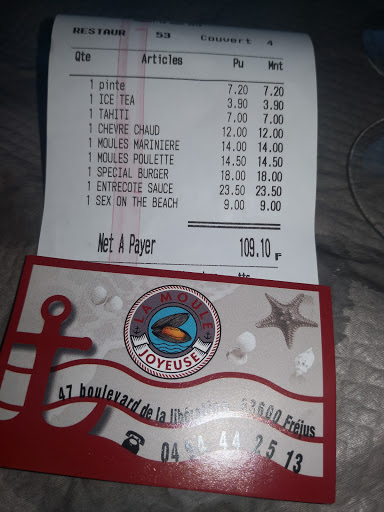 RESTAUR 53 Couvert 4
Qte Articles Pu Mnt
1 pinte 7.20 7.20
1 ICE TEA 3.90 3.90
1 TAHITI 7.00 7.00
1 CHEVRE CHAUD 12.00 12.00
1 MOULES MARINIERE 14.00 14.00
1 MOULES POULETTE 14.50 14.50
1 SPECIAL BURGER 18.00 18.00
1 ENTRECOTE SAUCE 23.50 23.50
1 SEX ON THE BEACH 9.00 9.00
Net A Payer 109.10
LA MOULE
JOYEUSE
47 boulevard de la libération 83600 Fréjus
04 94 44 25 13